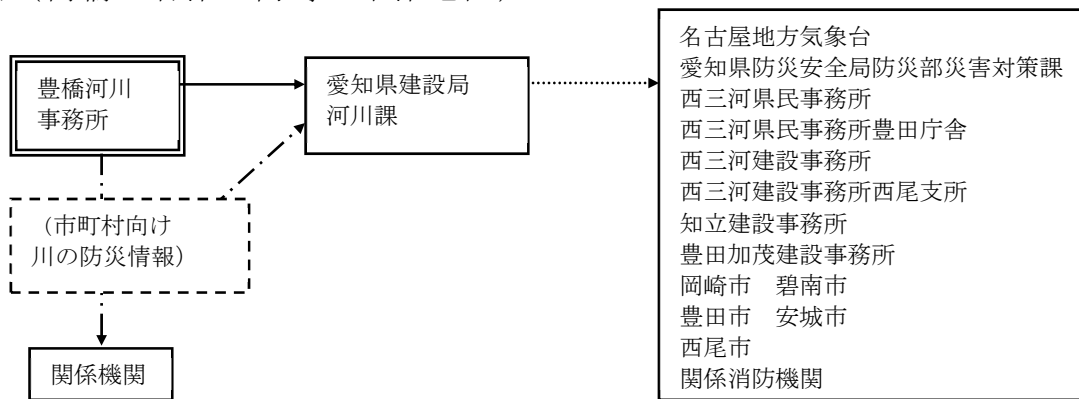 豊橋河川
事務所
愛知県建設局
河川課
(市町村向け
川の防災情報)
関係機関
名古屋地方気象台
愛知県防災安全局防災部災害対策課
西三河県民事務所
西三河県民事務所豊田庁舎
西三河建設事務所
西三河建設事務所西尾支所
知立建設事務所
豊田加茂建設事務所
岡崎市　碧南市
豊田市　安城市
西尾市
関係消防機関